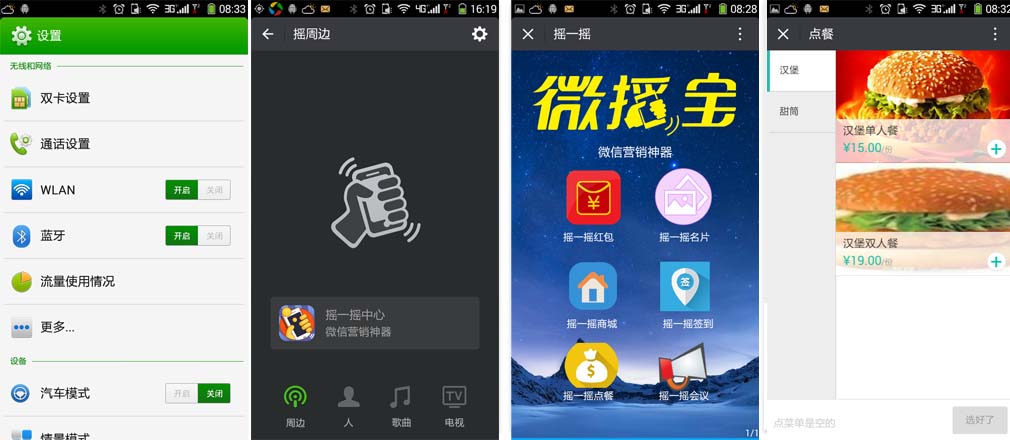 08:33
设置
无线和网络
双卡设置
通话设置
WLAN
开启 关闭
蓝牙
开启 关闭
流量使用情况
更多...
设备
汽车模式
开启 关闭
情景模式
4G 16:19
摇周边
摇一摇中心
微信营销神器
TV
周边 人 歌曲 电视
3G 08:28
摇一摇
微摇宝
微信营销神器
¥
摇一摇红包 摇一摇名片
签
摇一摇商城 摇一摇签到
$
摇一摇点餐 摇一摇会议
1/1
3G 08:32
点餐
汉堡
甜筒
汉堡单人餐
¥15.00/份
汉堡双人餐
¥19.00/份
点菜单是空的
选好了